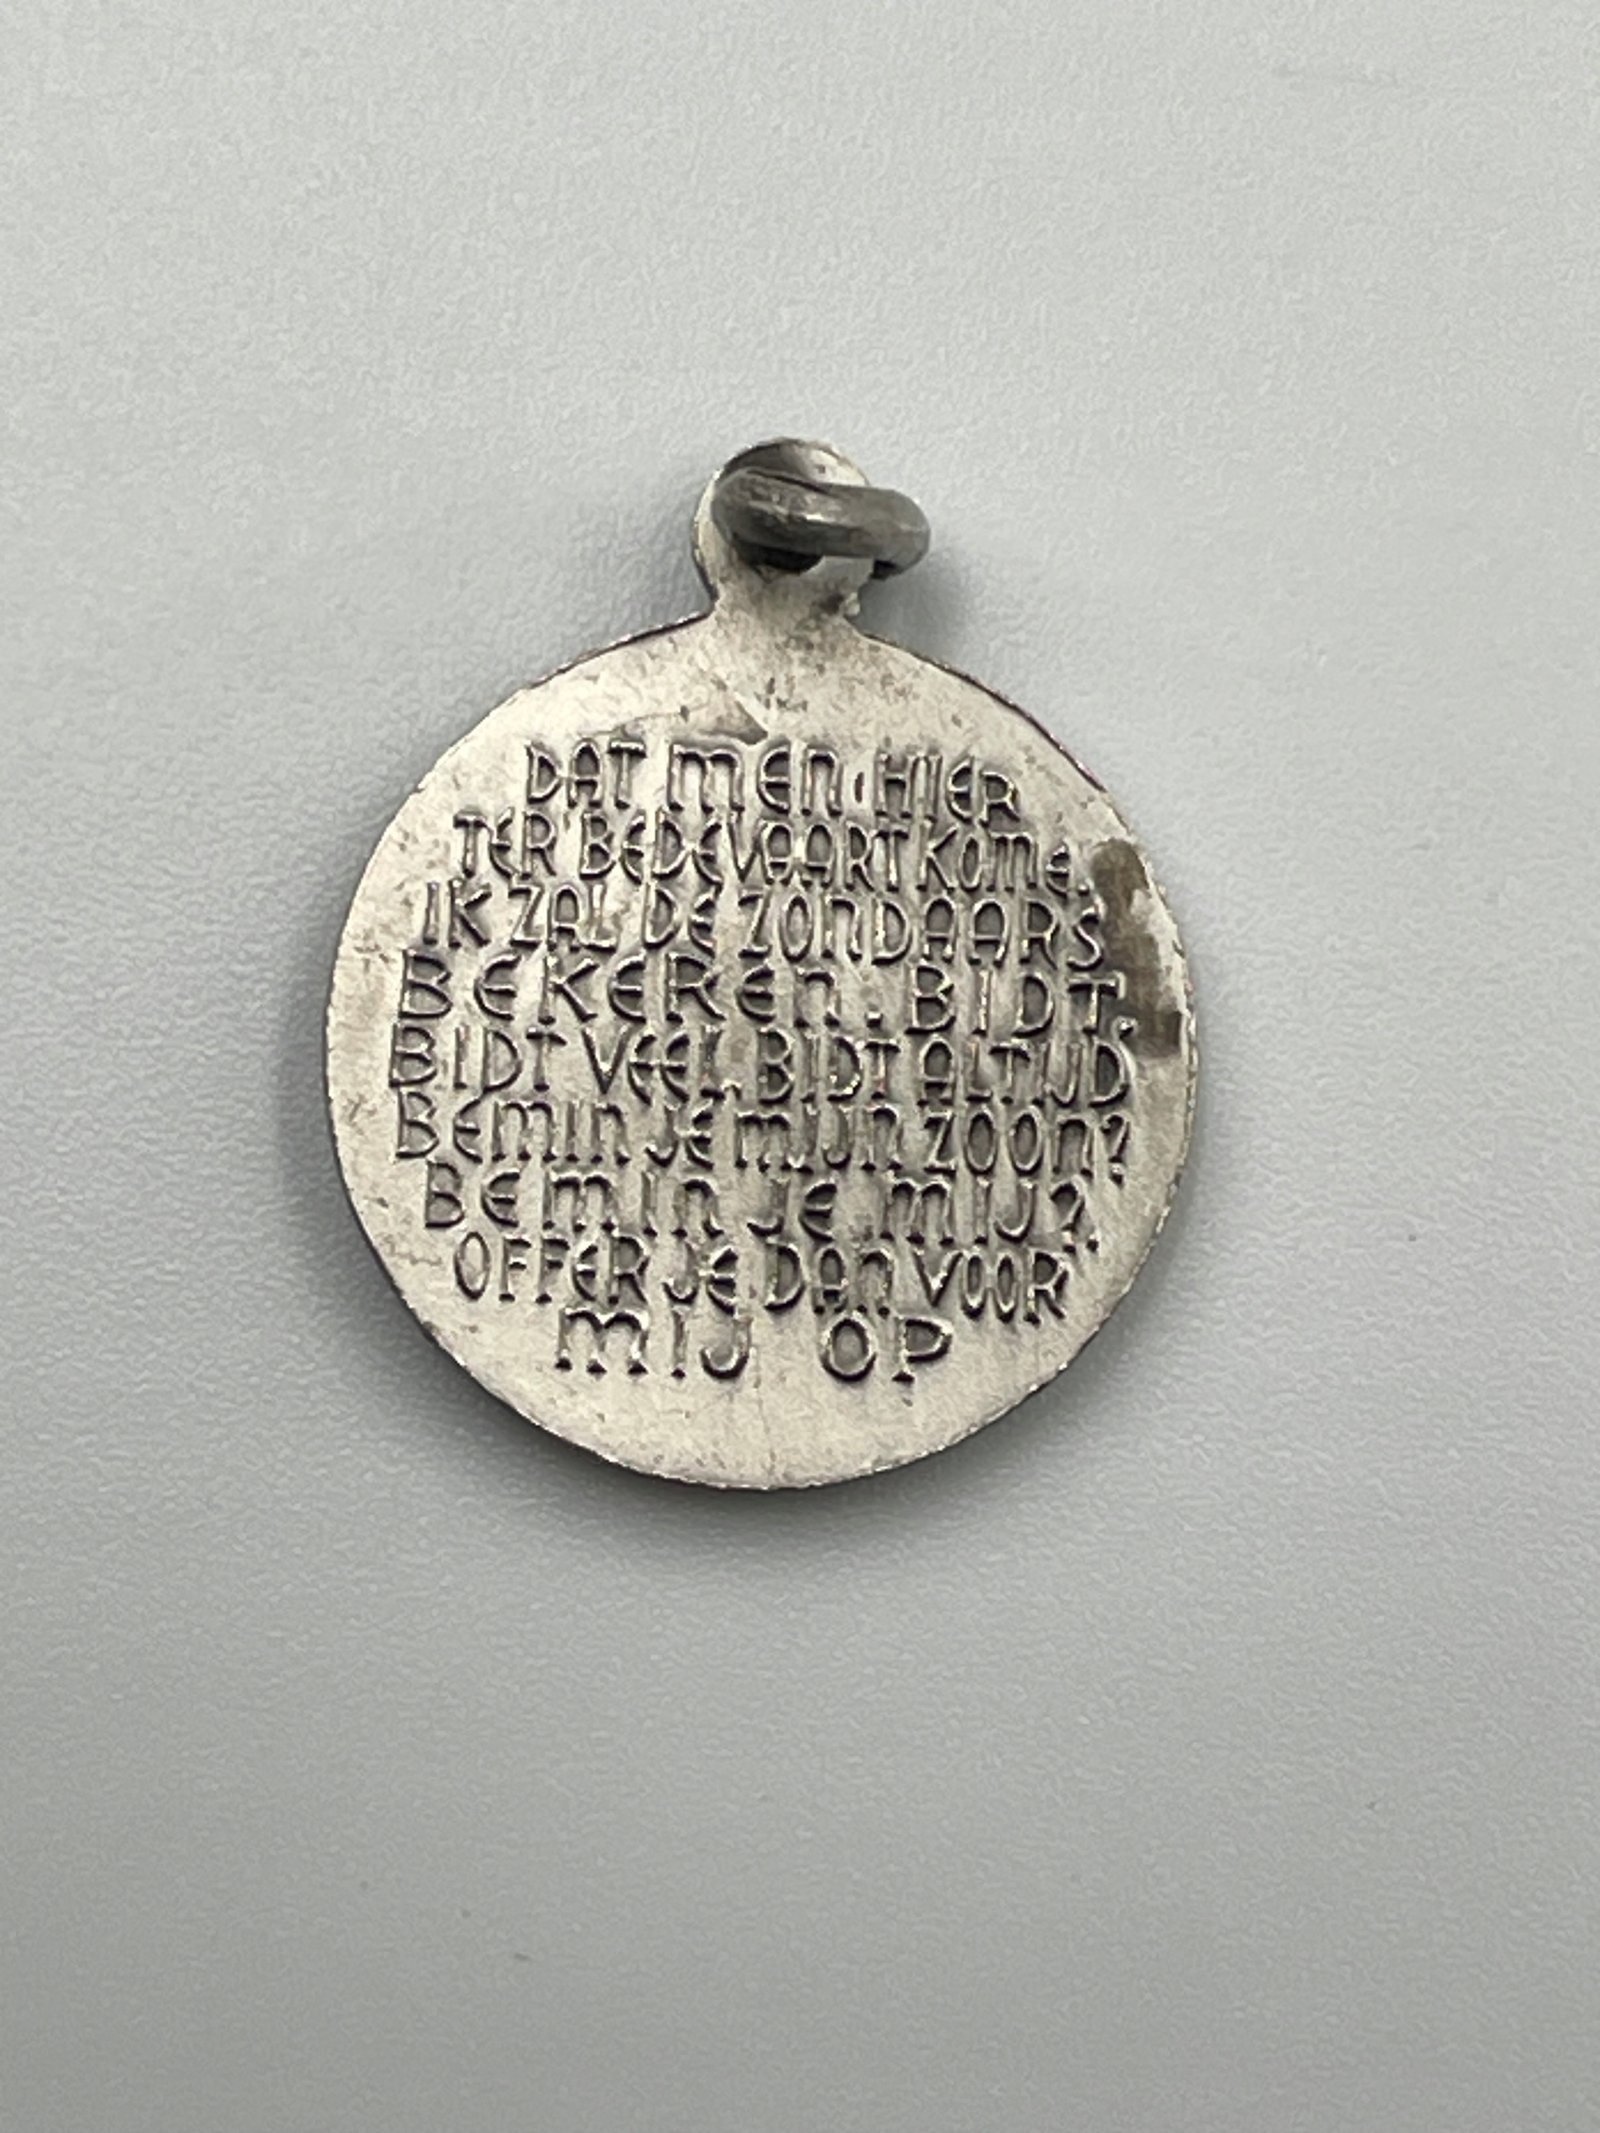 DAT MEN HIER
TER BEDEVAART KOME.
IK ZAL DE ZONDAARS
BEKEREN. BIDT,
BIDT VEEL, BIDT ALTIJD
BEMIN JE MIJN ZOON?
BEMIN JE MIJ?
OFFER JE DAN VOOR
MIJ OP